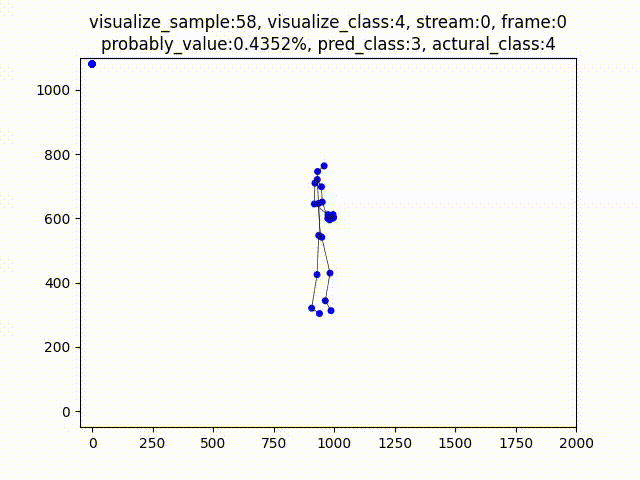 visualize_sample:58, visualize_class:4, stream:0, frame:0
probably_value:0.4352%, pred_class:3, actural_class:4
1000
800
600
400
200
0
0 250 500 750 1000 1250 1500 1750 2000